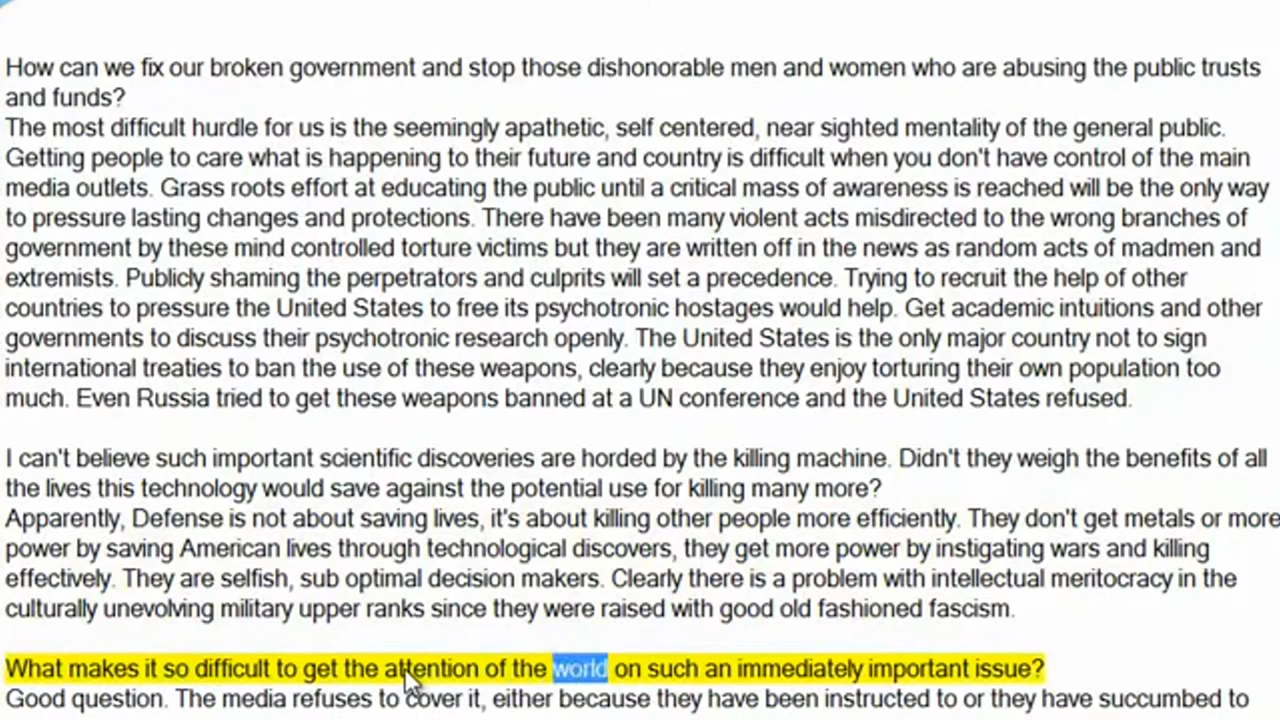 How can we fix our broken government and stop those dishonorable men and women who are abusing the public trusts
and funds?
The most difficult hurdle for us is the seemingly apathetic, self centered, near sighted mentality of the general public.
Getting people to care what is happening to their future and country is difficult when you don't have control of the main
media outlets. Grass roots effort at educating the public until a critical mass of awareness is reached will be the only way
to pressure lasting changes and protections. There have been many violent acts misdirected to the wrong branches of
government by these mind controlled torture victims but they are written off in the news as random acts of madmen and
extremists. Publicly shaming the perpetrators and culprits will set a precedence. Trying to recruit the help of other
countries to pressure the United States to free its psychotronic hostages would help. Get academic intuitions and other
governments to discuss their psychotronic research openly. The United States is the only major country not to sign
international treaties to ban the use of these weapons, clearly because they enjoy torturing their own population too
much. Even Russia tried to get these weapons banned at a UN conference and the United States refused.
I can't believe such important scientific discoveries are horded by the killing machine. Didn't they weigh the benefits of all
the lives this technology would save against the potential use for killing many more?
Apparently, Defense is not about saving lives, it's about killing other people more efficiently. They don't get metals or more
power by saving American lives through technological discovers, they get more power by instigating wars and killing
effectively. They are selfish, sub optimal decision makers. Clearly there is a problem with intellectual meritocracy in the
culturally unevolving military upper ranks since they were raised with good old fashioned fascism.
What makes it so difficult to get the attention of the world on such an immediately important issue?
Good question. The media refuses to cover it, either because they have been instructed to or they have succumbed to